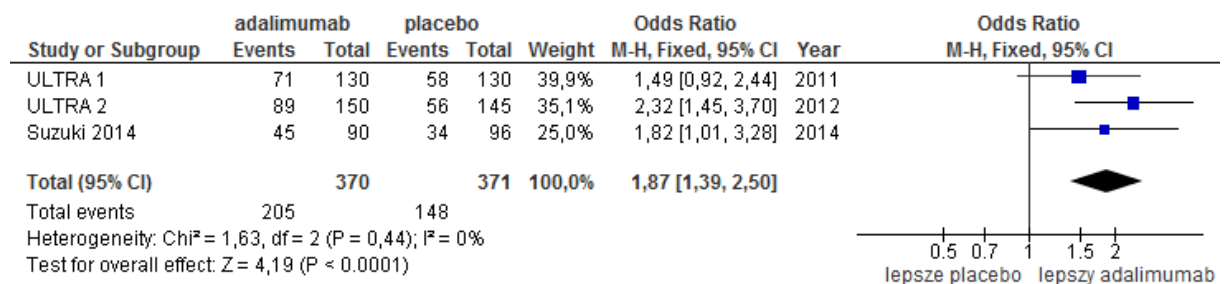 adalimumab placebo Odds Ratio Odds Ratio
Study or Subgroup Events Total Events Total Weight M-H, Fixed, 95% CI Year M-H, Fixed, 95% CI
ULTRA 1 71 130 58 130 39,9% 1,49 [0,92, 2,44] 2011
ULTRA 2 89 150 56 145 35,1% 2,32 [1,45, 3,70] 2012
Suzuki 2014 45 90 34 96 25,0% 1,82 [1,01, 3,28] 2014
Total (95% CI) 370 371 100,0% 1,87 [1,39, 2,50]
Total events 205 148
Heterogeneity: Chi² = 1,63, df = 2 (P = 0,44); I² = 0%
Test for overall effect: Z = 4,19 (P < 0.0001)
0.5 0.7 1 1.5 2
lepsze placebo lepszy adalimumab